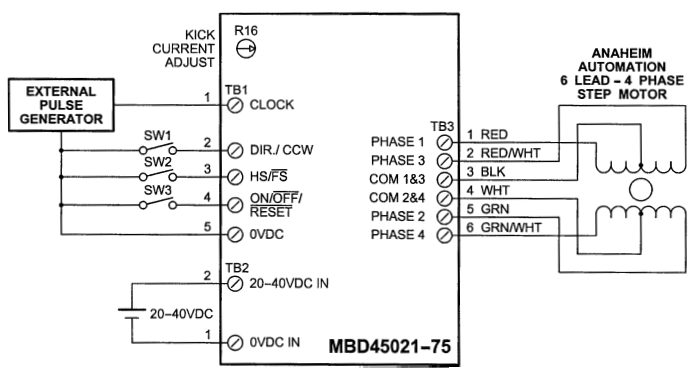 KICK
CURRENT
ADJUST
R16
EXTERNAL
PULSE
GENERATOR
TB1
1 CLOCK
SW1
2 DIR./ CCW
SW2
3 HS/FS
SW3
4 ON/OFF/
RESET
5 0VDC
TB2
2 20-40VDC IN
20-40VDC
1 0VDC IN
MBD45021-75
ANAHEIM
AUTOMATION
6 LEAD - 4 PHASE
STEP MOTOR
TB3
PHASE 1 1 RED
PHASE 3 2 RED/WHT
COM 1&3 3 BLK
COM 2&4 4 WHT
PHASE 2 5 GRN
PHASE 4 6 GRN/WHT